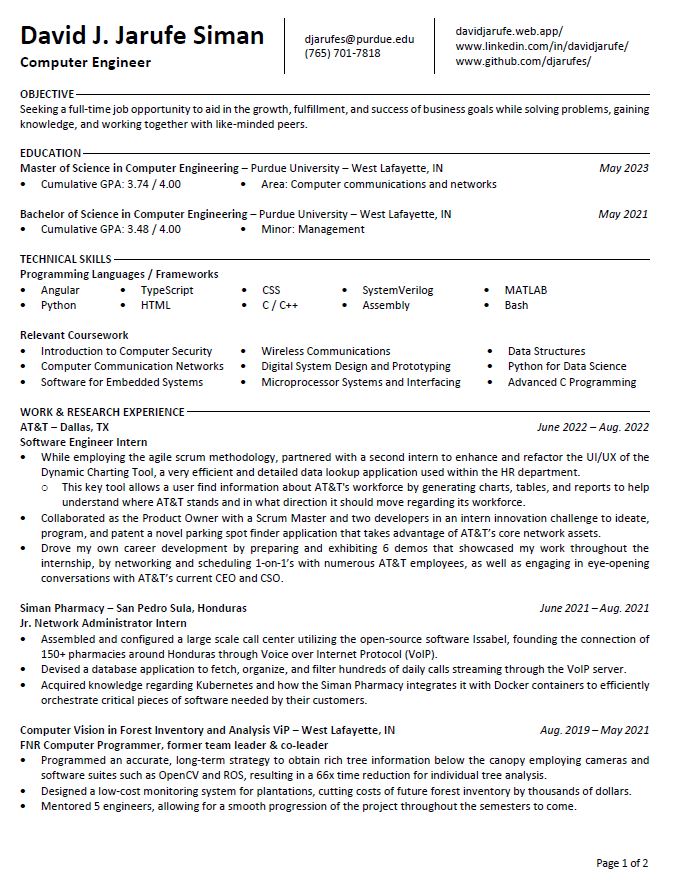 David J. Jarufe Siman
Computer Engineer
djarufes@purdue.edu
(765) 701-7818
davidjarufe.web.app/
www.linkedin.com/in/davidjarufe/
www.github.com/djarufes/
OBJECTIVE
Seeking a full-time job opportunity to aid in the growth, fulfillment, and success of business goals while solving problems, gaining
knowledge, and working together with like-minded peers.
EDUCATION
Master of Science in Computer Engineering – Purdue University – West Lafayette, IN May 2023
• Cumulative GPA: 3.74 / 4.00 • Area: Computer communications and networks
Bachelor of Science in Computer Engineering – Purdue University – West Lafayette, IN May 2021
• Cumulative GPA: 3.48 / 4.00 • Minor: Management
TECHNICAL SKILLS
Programming Languages / Frameworks
• Angular • TypeScript • CSS • SystemVerilog • MATLAB
• Python • HTML • C / C++ • Assembly • Bash
Relevant Coursework
• Introduction to Computer Security • Wireless Communications • Data Structures
• Computer Communication Networks • Digital System Design and Prototyping • Python for Data Science
• Software for Embedded Systems • Microprocessor Systems and Interfacing • Advanced C Programming
WORK & RESEARCH EXPERIENCE
AT&T – Dallas, TX June 2022 – Aug. 2022
Software Engineer Intern
• While employing the agile scrum methodology, partnered with a second intern to enhance and refactor the UI/UX of the
Dynamic Charting Tool, a very efficient and detailed data lookup application used within the HR department.
o This key tool allows a user find information about AT&T's workforce by generating charts, tables, and reports to help
understand where AT&T stands and in what direction it should move regarding its workforce.
• Collaborated as the Product Owner with a Scrum Master and two developers in an intern innovation challenge to ideate,
program, and patent a novel parking spot finder application that takes advantage of AT&T's core network assets.
• Drove my own career development by preparing and exhibiting 6 demos that showcased my work throughout the
internship, by networking and scheduling 1-on-1's with numerous AT&T employees, as well as engaging in eye-opening
conversations with AT&T's current CEO and CSO.
Siman Pharmacy – San Pedro Sula, Honduras June 2021 – Aug. 2021
Jr. Network Administrator Intern
• Assembled and configured a large scale call center utilizing the open-source software Issabel, founding the connection of
150+ pharmacies around Honduras through Voice over Internet Protocol (VoIP).
• Devised a database application to fetch, organize, and filter hundreds of daily calls streaming through the VoIP server.
• Acquired knowledge regarding Kubernetes and how the Siman Pharmacy integrates it with Docker containers to efficiently
orchestrate critical pieces of software needed by their customers.
Computer Vision in Forest Inventory and Analysis ViP – West Lafayette, IN Aug. 2019 – May 2021
FNR Computer Programmer, former team leader & co-leader
• Programmed an accurate, long-term strategy to obtain rich tree information below the canopy employing cameras and
software suites such as OpenCV and ROS, resulting in a 66x time reduction for individual tree analysis.
• Designed a low-cost monitoring system for plantations, cutting costs of future forest inventory by thousands of dollars.
• Mentored 5 engineers, allowing for a smooth progression of the project throughout the semesters to come.
Page 1 of 2